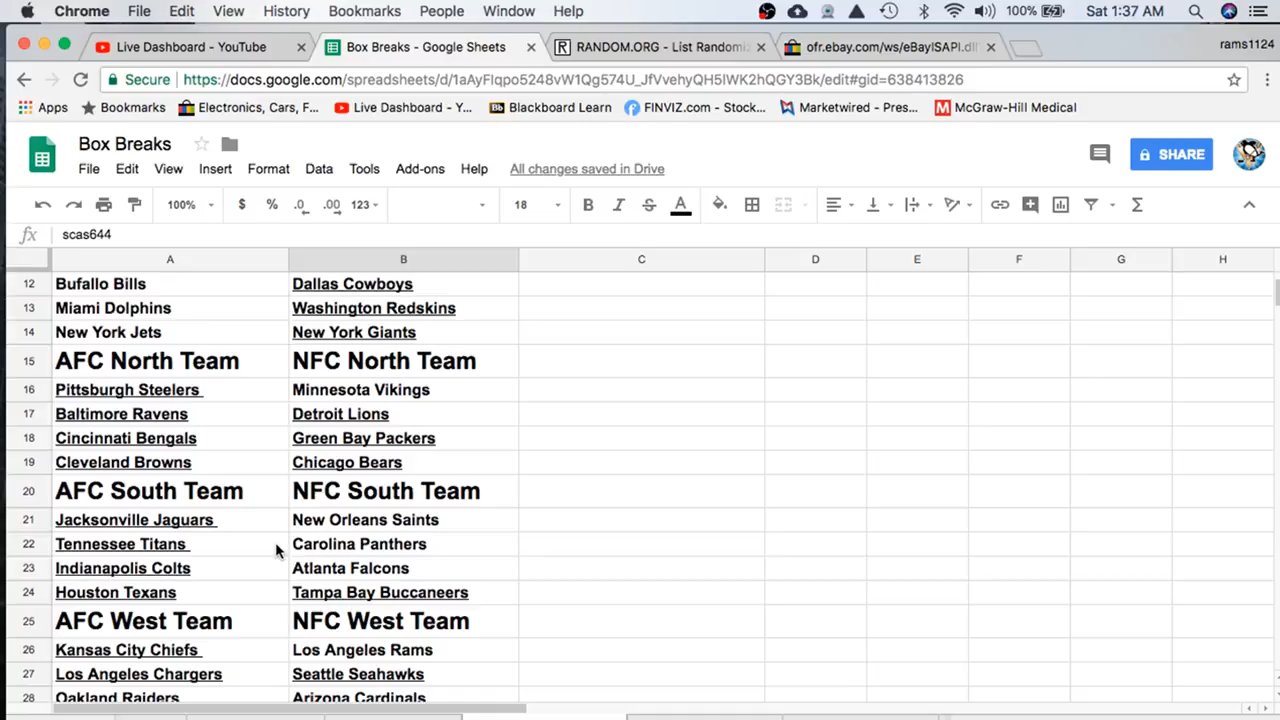 Chrome File Edit View History Bookmarks People Window Help 100% Sat 1:37 AM
Live Dashboard - YouTube × Box Breaks - Google Sheets × RANDOM.ORG - List Randomiz × ofr.ebay.com/ws/eBayISAPI.dll × rams1124
Secure https://docs.google.com/spreadsheets/d/1aAyFlqpo5248vW1Qg574U_JfVvehyQH5lWK2hQGY3Bk/edit#gid=638413826
Apps Bookmarks Electronics, Cars, F... Live Dashboard - Y... Bb Blackboard Learn FINVIZ.com - Stock... Marketwired - Pres... M McGraw-Hill Medical
Box Breaks
SHARE
File Edit View Insert Format Data Tools Add-ons Help All changes saved in Drive
100% $ % .0 .00 123 18 B I S A Σ
fx scas644
A B C D E F G H
12 Bufallo Bills Dallas Cowboys
13 Miami Dolphins Washington Redskins
14 New York Jets New York Giants
15 AFC North Team NFC North Team
16 Pittsburgh Steelers Minnesota Vikings
17 Baltimore Ravens Detroit Lions
18 Cincinnati Bengals Green Bay Packers
19 Cleveland Browns Chicago Bears
20 AFC South Team NFC South Team
21 Jacksonville Jaguars New Orleans Saints
22 Tennessee Titans Carolina Panthers
23 Indianapolis Colts Atlanta Falcons
24 Houston Texans Tampa Bay Buccaneers
25 AFC West Team NFC West Team
26 Kansas City Chiefs Los Angeles Rams
27 Los Angeles Chargers Seattle Seahawks
28 Oakland Raiders Arizona Cardinals